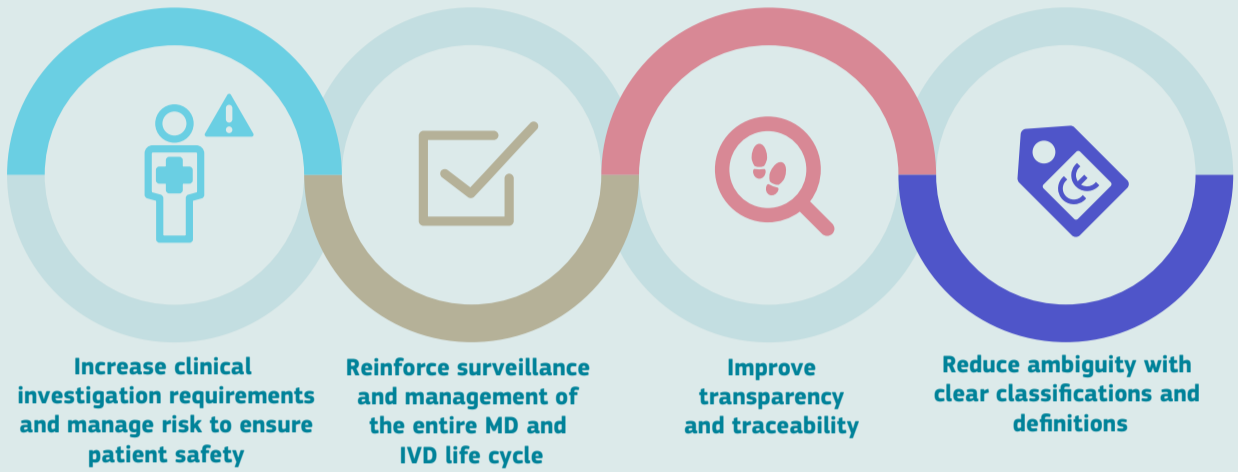 CE
Increase clinical
investigation requirements
and manage risk to ensure
patient safety
Reinforce surveillance
and management of
the entire MD and
IVD life cycle
Improve
transparency
and traceability
Reduce ambiguity with
clear classifications and
definitions